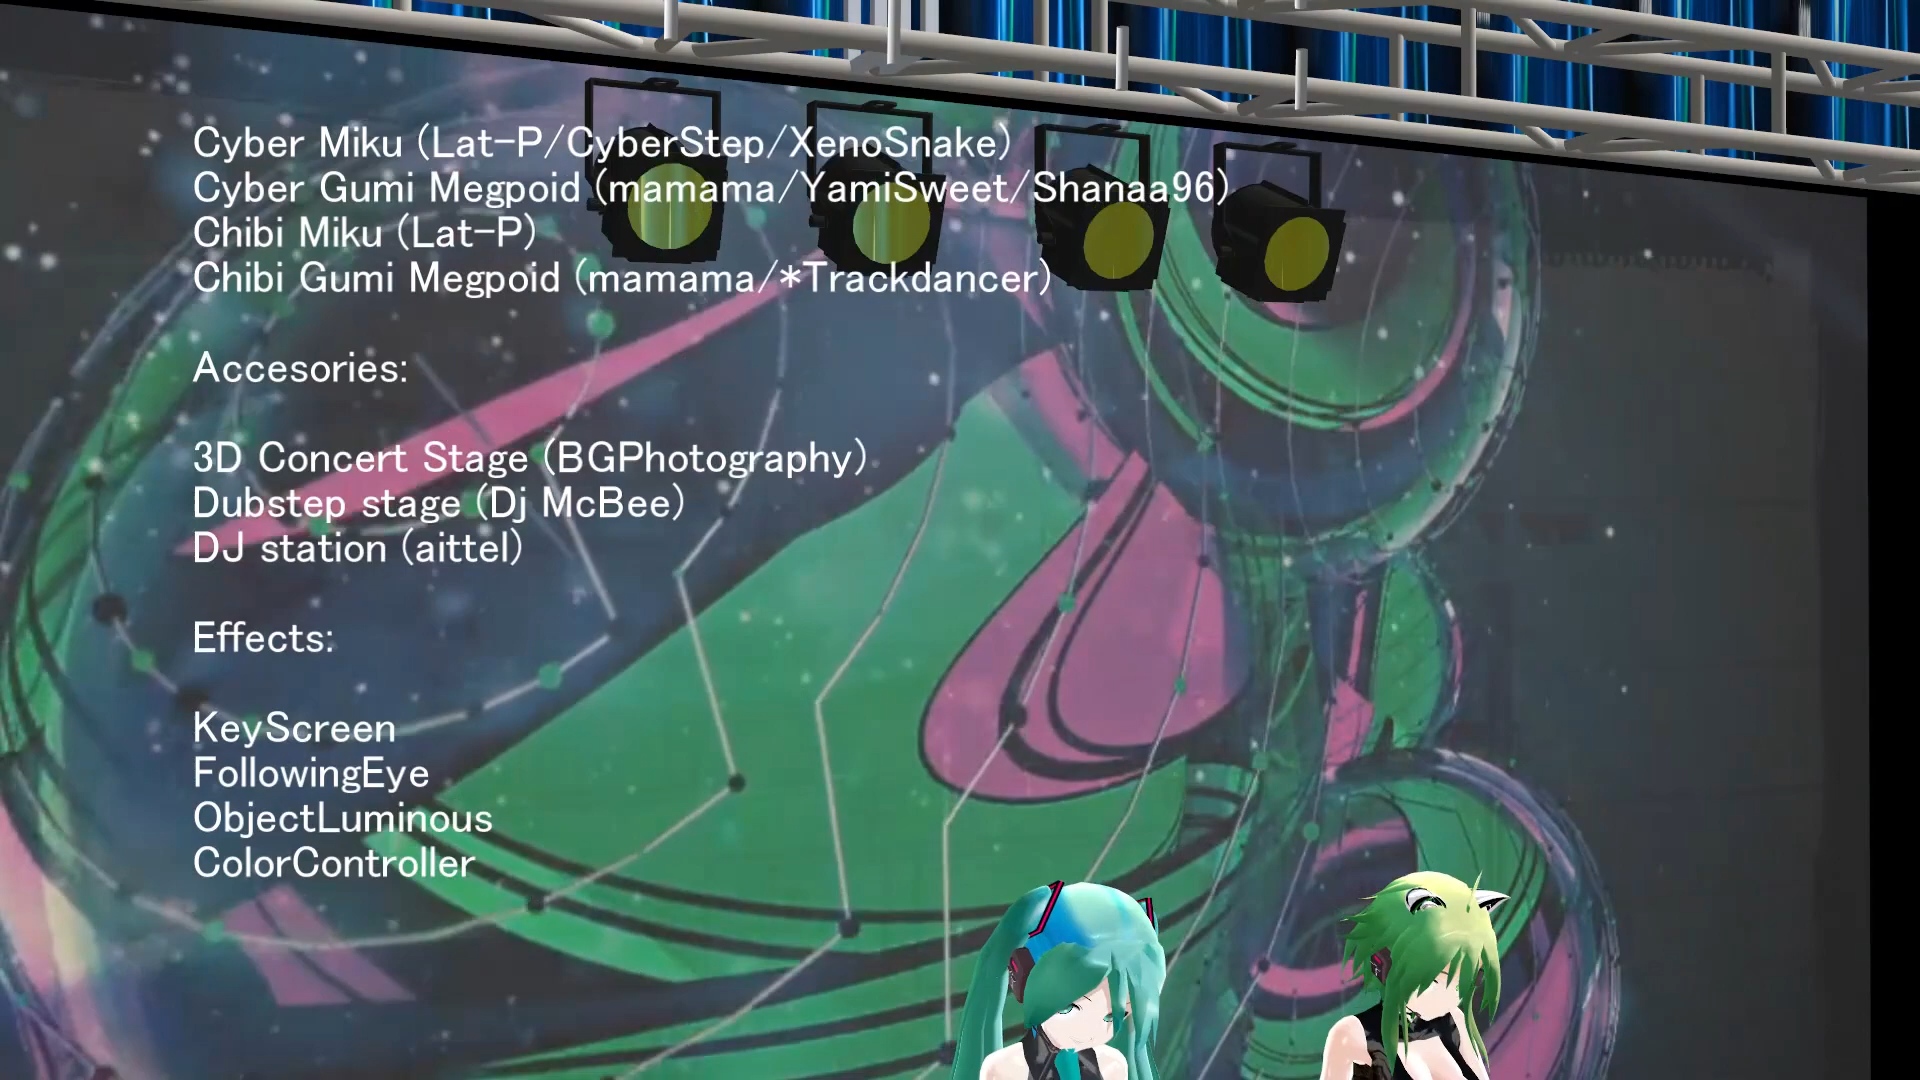 Cyber Miku (Lat-P/CyberStep/XenoSnake)
Cyber Gumi Megpoid (mamama/YamiSweet/Shanaa96)
Chibi Miku (Lat-P)
Chibi Gumi Megpoid (mamama/*Trackdancer)
Accesories:
3D Concert Stage (BGPhotography)
Dubstep stage (Dj McBee)
DJ station (aittel)
Effects:
KeyScreen
FollowingEye
ObjectLuminous
ColorController